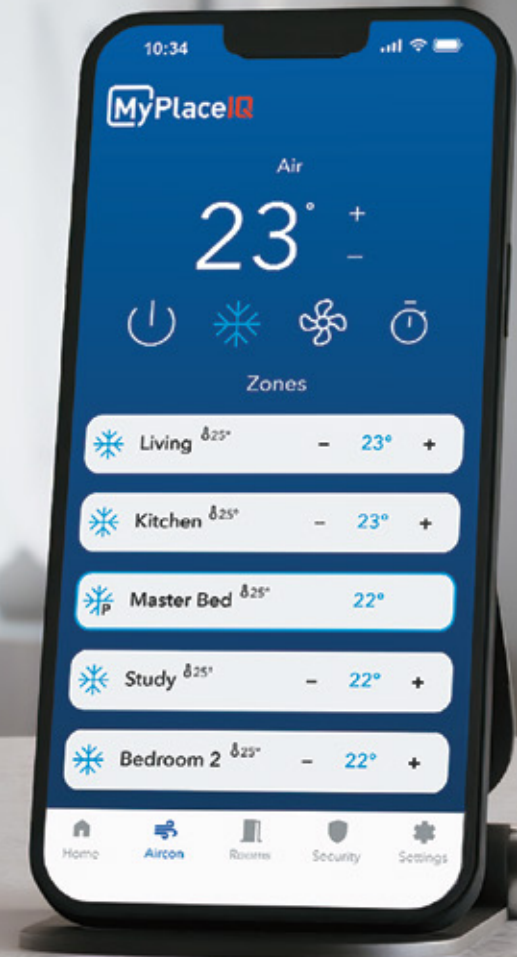 10:34
MyPlaceIQ
Air
23° +
–
Zones
Living 25° – 23° +
Kitchen 25° – 23° +
P Master Bed 25° 22°
Study 25° – 22° +
Bedroom 2 25° – 22° +
Home Aircon Rooms Security Settings